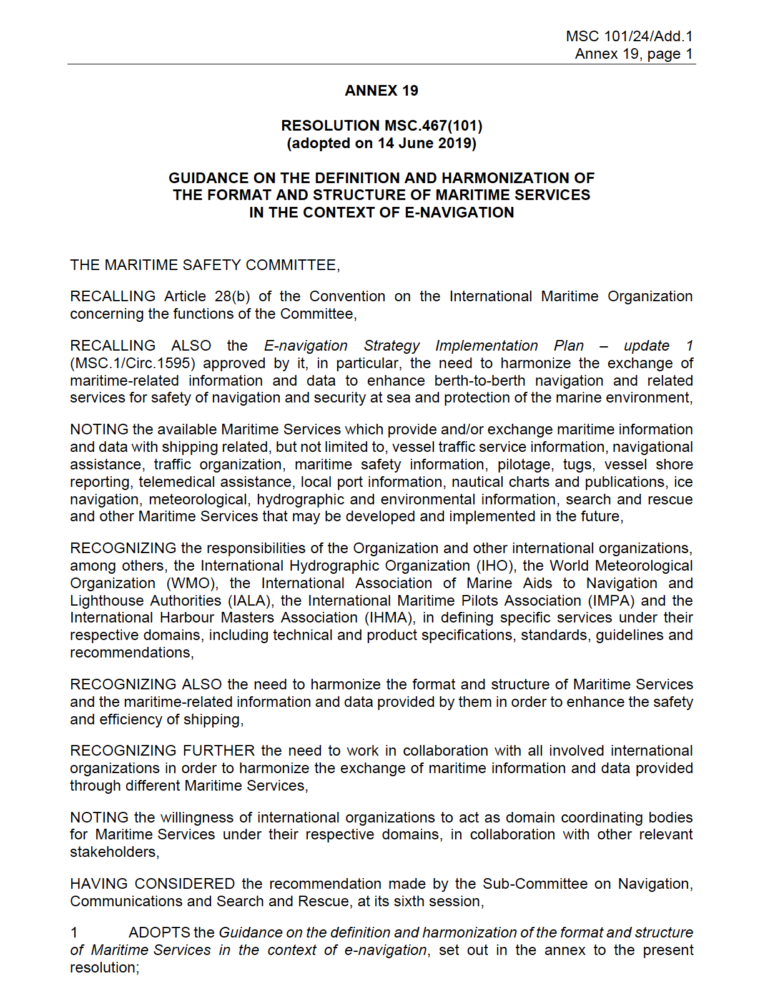 MSC 101/24/Add.1
Annex 19, page 1
ANNEX 19
RESOLUTION MSC.467(101)
(adopted on 14 June 2019)
GUIDANCE ON THE DEFINITION AND HARMONIZATION OF
THE FORMAT AND STRUCTURE OF MARITIME SERVICES
IN THE CONTEXT OF E-NAVIGATION
THE MARITIME SAFETY COMMITTEE,
RECALLING Article 28(b) of the Convention on the International Maritime Organization
concerning the functions of the Committee,
RECALLING ALSO the E-navigation Strategy Implementation Plan – update 1
(MSC.1/Circ.1595) approved by it, in particular, the need to harmonize the exchange of
maritime-related information and data to enhance berth-to-berth navigation and related
services for safety of navigation and security at sea and protection of the marine environment,
NOTING the available Maritime Services which provide and/or exchange maritime information
and data with shipping related, but not limited to, vessel traffic service information, navigational
assistance, traffic organization, maritime safety information, pilotage, tugs, vessel shore
reporting, telemedical assistance, local port information, nautical charts and publications, ice
navigation, meteorological, hydrographic and environmental information, search and rescue
and other Maritime Services that may be developed and implemented in the future,
RECOGNIZING the responsibilities of the Organization and other international organizations,
among others, the International Hydrographic Organization (IHO), the World Meteorological
Organization (WMO), the International Association of Marine Aids to Navigation and
Lighthouse Authorities (IALA), the International Maritime Pilots Association (IMPA) and the
International Harbour Masters Association (IHMA), in defining specific services under their
respective domains, including technical and product specifications, standards, guidelines and
recommendations,
RECOGNIZING ALSO the need to harmonize the format and structure of Maritime Services
and the maritime-related information and data provided by them in order to enhance the safety
and efficiency of shipping,
RECOGNIZING FURTHER the need to work in collaboration with all involved international
organizations in order to harmonize the exchange of maritime information and data provided
through different Maritime Services,
NOTING the willingness of international organizations to act as domain coordinating bodies
for Maritime Services under their respective domains, in collaboration with other relevant
stakeholders,
HAVING CONSIDERED the recommendation made by the Sub-Committee on Navigation,
Communications and Search and Rescue, at its sixth session,
1 ADOPTS the Guidance on the definition and harmonization of the format and structure
of Maritime Services in the context of e-navigation, set out in the annex to the present
resolution;